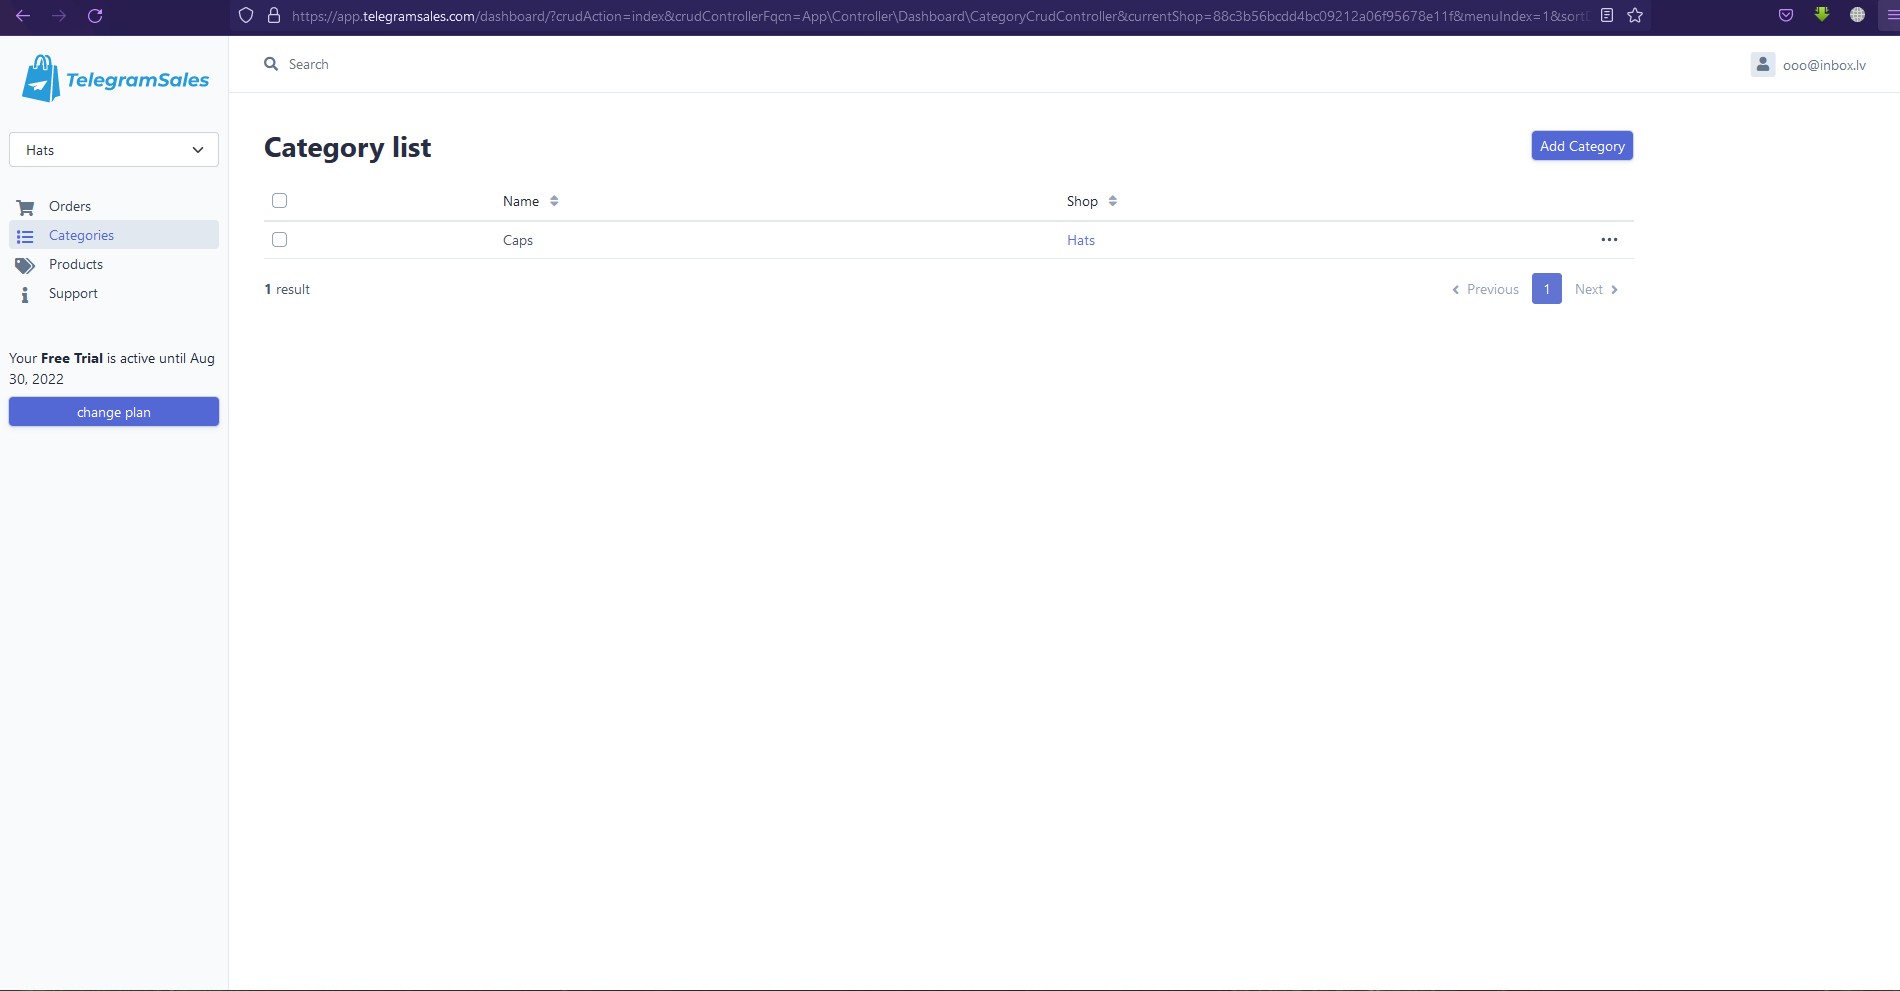 https://app.telegramsales.com/dashboard/?crudAction=index&crudControllerFqcn=App\Controller\Dashboard\CategoryCrudController&currentShop=88c3b56bcdd4bc09212a06f95678e11f&menuIndex=1&sort
TelegramSales
Search
ooo@inbox.lv
Hats
Category list
Add Category
Name
Shop
Orders
Categories
Caps
Hats
Products
Support
1 result
Previous
1
Next
Your Free Trial is active until Aug
30, 2022
change plan